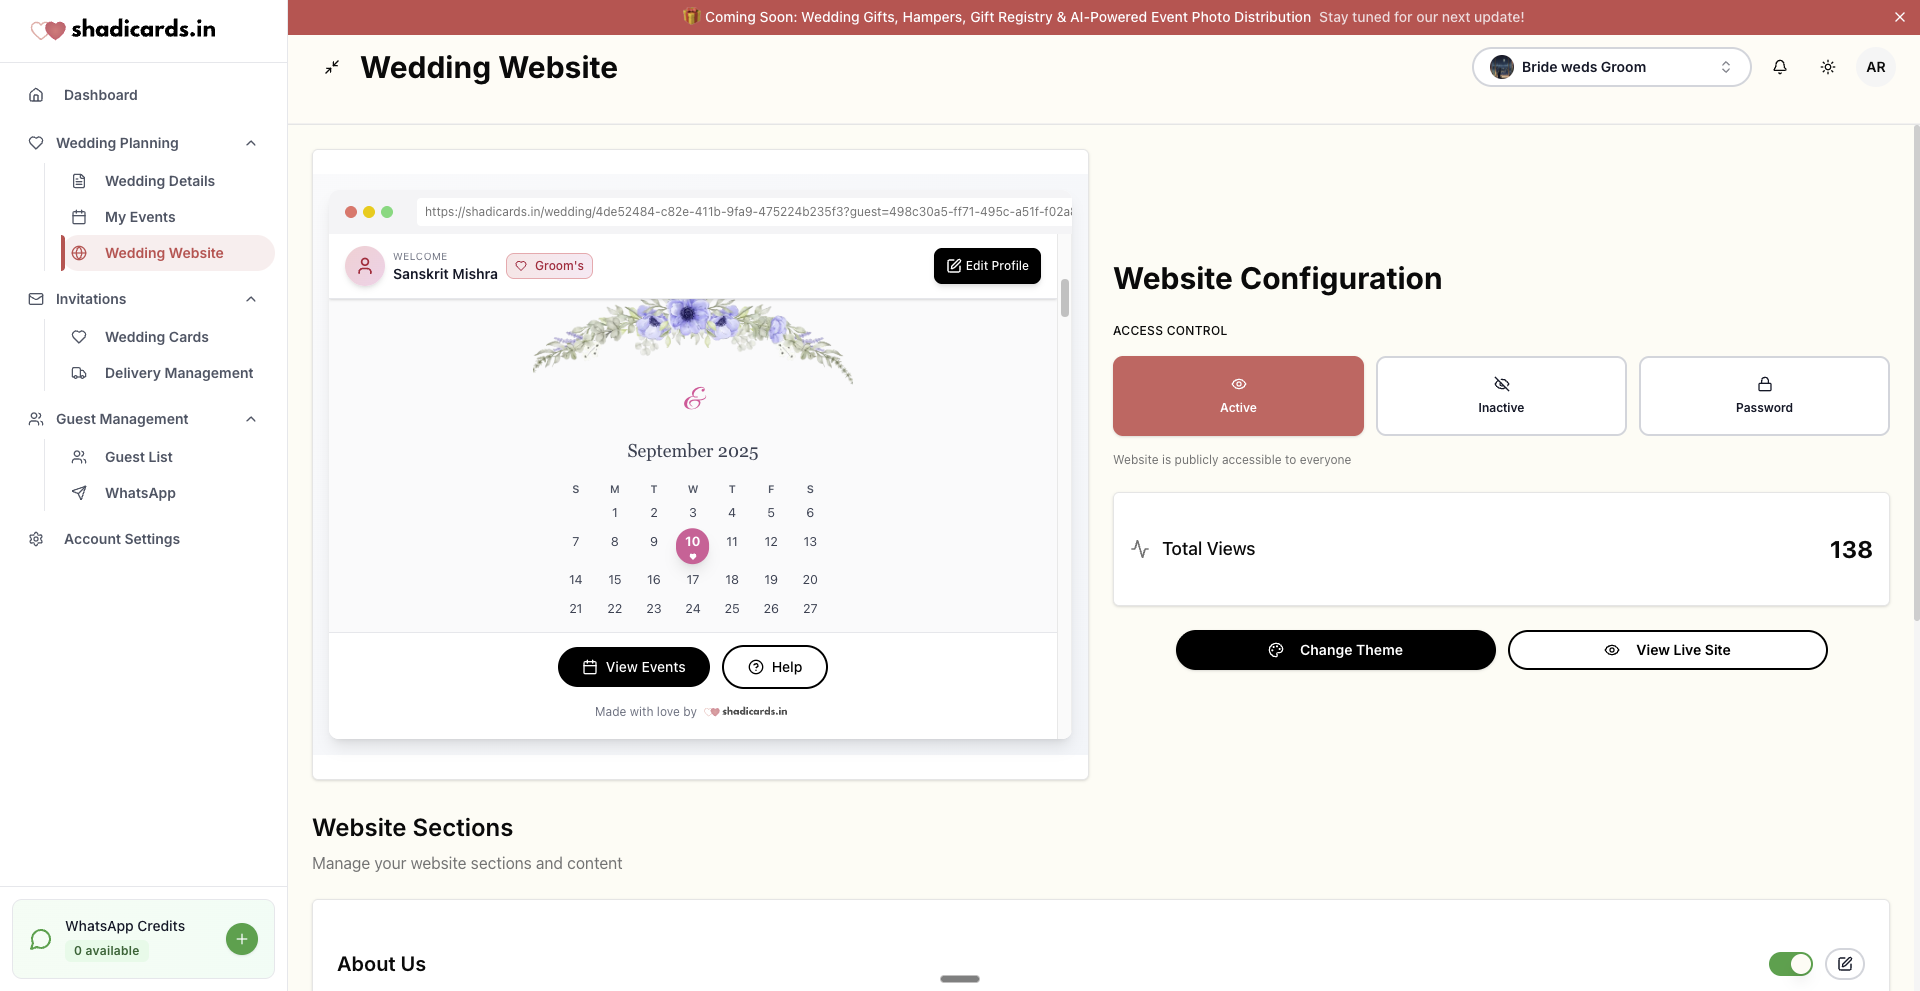 shadicards.in
Coming Soon: Wedding Gifts, Hampers, Gift Registry & AI-Powered Event Photo Distribution Stay tuned for our next update!
Wedding Website
Bride weds Groom
AR
Dashboard
Wedding Planning
Wedding Details
My Events
Wedding Website
Invitations
Wedding Cards
Delivery Management
Guest Management
Guest List
WhatsApp
Account Settings
WhatsApp Credits
0 available
https://shadicards.in/wedding/4de52484-c82e-411b-9fa9-475224b235f3?guest=498c30a5-ff71-495c-a51f-f02a
WELCOME
Sanskrit Mishra
Groom's
Edit Profile
&
September 2025
S M T W T F S
1 2 3 4 5 6
7 8 9 10 11 12 13
14 15 16 17 18 19 20
21 22 23 24 25 26 27
View Events
Help
Made with love by shadicards.in
Website Configuration
ACCESS CONTROL
Active
Inactive
Password
Website is publicly accessible to everyone
Total Views
138
Change Theme
View Live Site
Website Sections
Manage your website sections and content
About Us